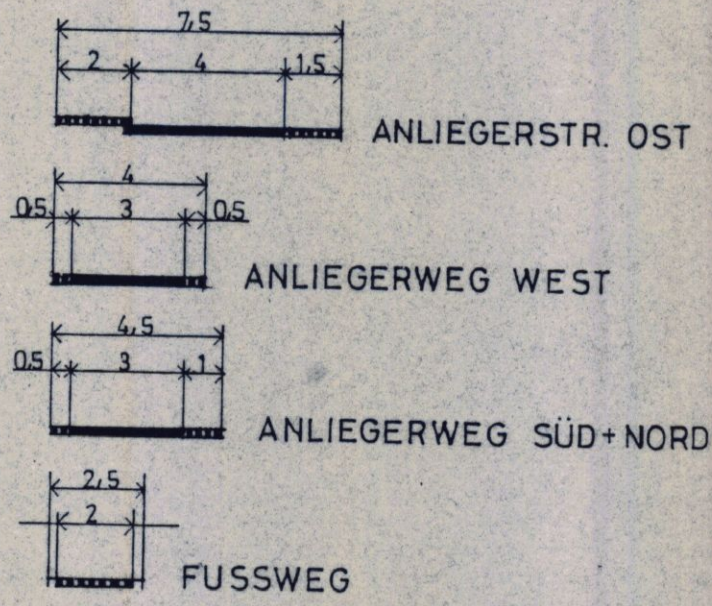 7,5
2 4 1,5
ANLIEGERSTR. OST
4
0,5 3 0,5
ANLIEGERWEG WEST
4,5
0,5 3 1
ANLIEGERWEG SÜD+NORD
2,5
2
FUSSWEG